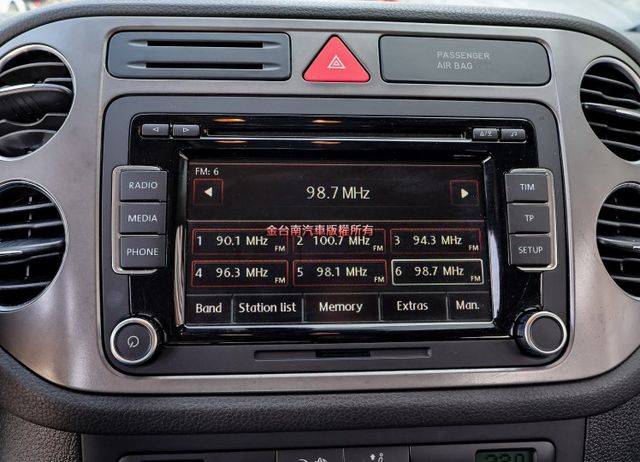 PASSENGER
AIR BAG
FM: 6
RADIO
98.7 MHz
TIM
MEDIA
金台南汽車版權所有
TP
1 90.1 MHz FM 2 100.7 MHz FM 3 94.3 MHz FM
PHONE
4 96.3 MHz FM 5 98.1 MHz FM 6 98.7 MHz FM
SETUP
Band Station list Memory Extras Man.